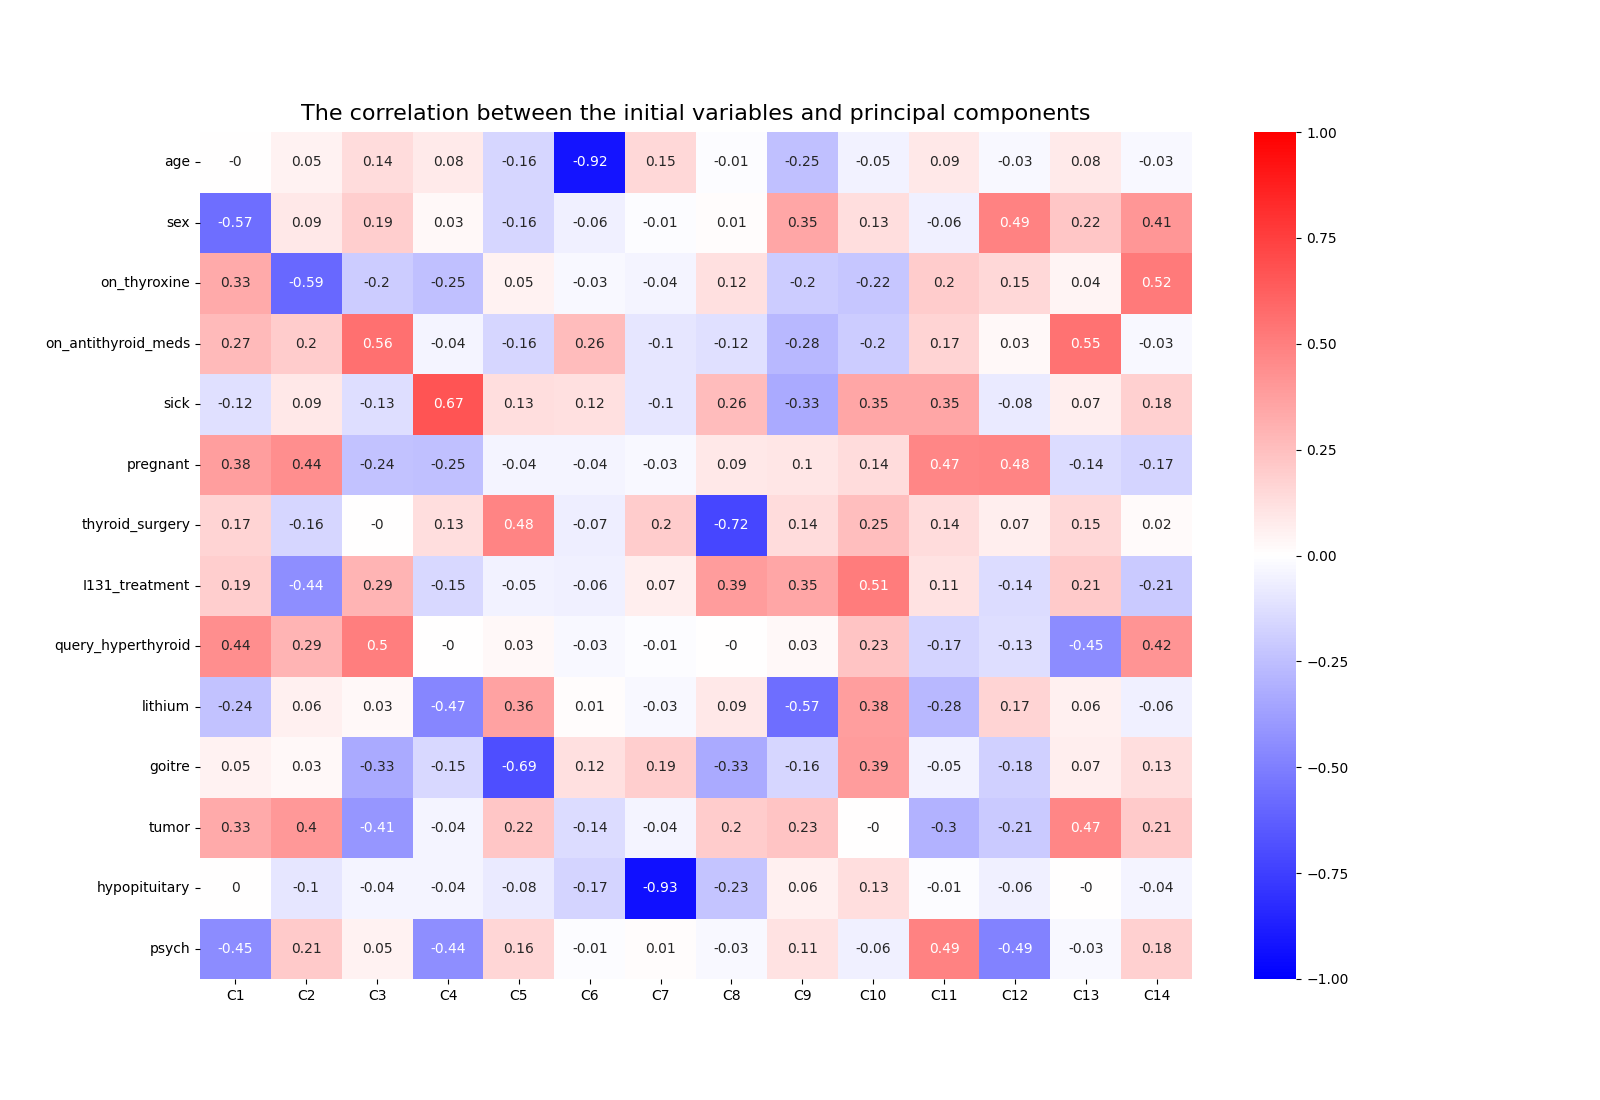 The correlation between the initial variables and principal components
age -0 0.05 0.14 0.08 -0.16 -0.92 0.15 -0.01 -0.25 -0.05 0.09 -0.03 0.08 -0.03 1.00
sex -0.57 0.09 0.19 0.03 -0.16 -0.06 -0.01 0.01 0.35 0.13 -0.06 0.49 0.22 0.41 0.75
on_thyroxine 0.33 -0.59 -0.2 -0.25 0.05 -0.03 -0.04 0.12 -0.2 -0.22 0.2 0.15 0.04 0.52
on_antithyroid_meds 0.27 0.2 0.56 -0.04 -0.16 0.26 -0.1 -0.12 -0.28 -0.2 0.17 0.03 0.55 -0.03 0.50
sick -0.12 0.09 -0.13 0.67 0.13 0.12 -0.1 0.26 -0.33 0.35 0.35 -0.08 0.07 0.18
pregnant 0.38 0.44 -0.24 -0.25 -0.04 -0.04 -0.03 0.09 0.1 0.14 0.47 0.48 -0.14 -0.17 0.25
thyroid_surgery 0.17 -0.16 -0 0.13 0.48 -0.07 0.2 -0.72 0.14 0.25 0.14 0.07 0.15 0.02 0.00
I131_treatment 0.19 -0.44 0.29 -0.15 -0.05 -0.06 0.07 0.39 0.35 0.51 0.11 -0.14 0.21 -0.21
query_hyperthyroid 0.44 0.29 0.5 -0 0.03 -0.03 -0.01 -0 0.03 0.23 -0.17 -0.13 -0.45 0.42 −0.25
lithium -0.24 0.06 0.03 -0.47 0.36 0.01 -0.03 0.09 -0.57 0.38 -0.28 0.17 0.06 -0.06
goitre 0.05 0.03 -0.33 -0.15 -0.69 0.12 0.19 -0.33 -0.16 0.39 -0.05 -0.18 0.07 0.13 −0.50
tumor 0.33 0.4 -0.41 -0.04 0.22 -0.14 -0.04 0.2 0.23 -0 -0.3 -0.21 0.47 0.21
hypopituitary 0 -0.1 -0.04 -0.04 -0.08 -0.17 -0.93 -0.23 0.06 0.13 -0.01 -0.06 -0 -0.04 −0.75
psych -0.45 0.21 0.05 -0.44 0.16 -0.01 0.01 -0.03 0.11 -0.06 0.49 -0.49 -0.03 0.18 −1.00
C1 C2 C3 C4 C5 C6 C7 C8 C9 C10 C11 C12 C13 C14